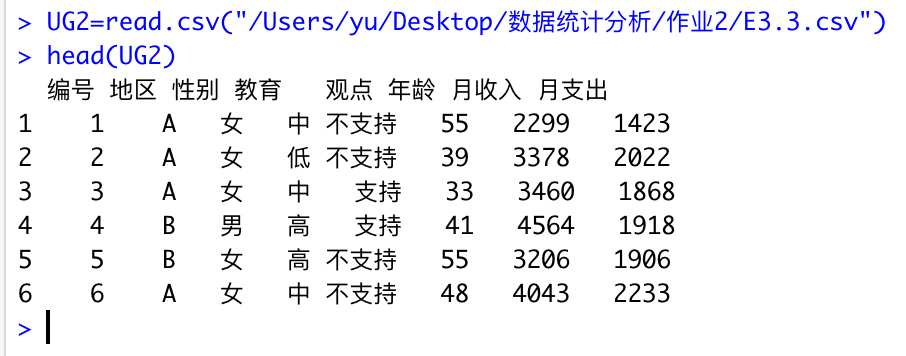 > UG2=read.csv("/Users/yu/Desktop/数据统计分析/作业2/E3.3.csv")
> head(UG2)
编号 地区 性别 教育 观点 年龄 月收入 月支出
1 1 A 女 中 不支持 55 2299 1423
2 2 A 女 低 不支持 39 3378 2022
3 3 A 女 中 支持 33 3460 1868
4 4 B 男 高 支持 41 4564 1918
5 5 B 女 高 不支持 55 3206 1906
6 6 A 女 中 不支持 48 4043 2233
>